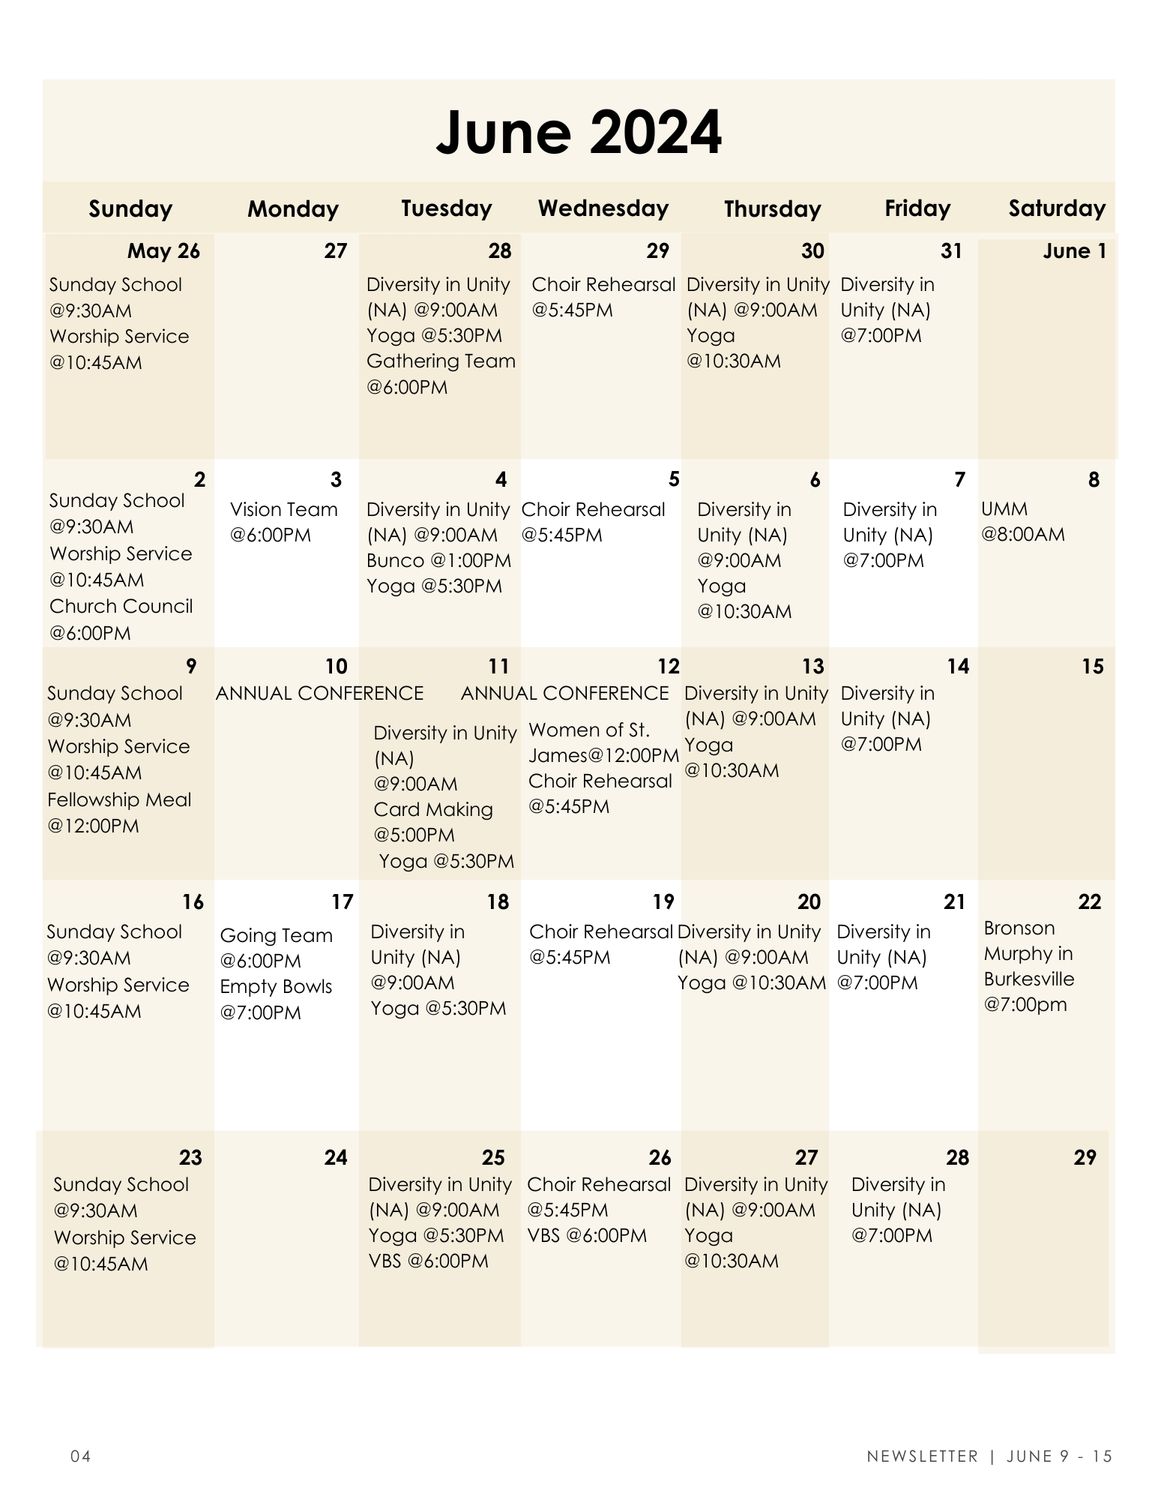 June 2024
Sunday Monday Tuesday Wednesday Thursday Friday Saturday
May 26
Sunday School
@9:30AM
Worship Service
@10:45AM
27
28
Diversity in Unity
(NA) @9:00AM
Yoga @5:30PM
Gathering Team
@6:00PM
29
Choir Rehearsal
@5:45PM
30
Diversity in Unity
(NA) @9:00AM
Yoga
@10:30AM
31
Diversity in
Unity (NA)
@7:00PM
June 1
2
Sunday School
@9:30AM
Worship Service
@10:45AM
Church Council
@6:00PM
3
Vision Team
@6:00PM
4
Diversity in Unity
(NA) @9:00AM
Bunco @1:00PM
Yoga @5:30PM
5
Choir Rehearsal
@5:45PM
6
Diversity in
Unity (NA)
@9:00AM
Yoga
@10:30AM
7
Diversity in
Unity (NA)
@7:00PM
8
UMM
@8:00AM
9
Sunday School
@9:30AM
Worship Service
@10:45AM
Fellowship Meal
@12:00PM
10
ANNUAL CONFERENCE
11
ANNUAL CONFERENCE
Diversity in Unity
(NA)
@9:00AM
Card Making
@5:00PM
Yoga @5:30PM
12
Women of St.
James@12:00PM
Choir Rehearsal
@5:45PM
13
Diversity in Unity
(NA) @9:00AM
Yoga
@10:30AM
14
Diversity in
Unity (NA)
@7:00PM
15
16
Sunday School
@9:30AM
Worship Service
@10:45AM
17
Going Team
@6:00PM
Empty Bowls
@7:00PM
18
Diversity in
Unity (NA)
@9:00AM
Yoga @5:30PM
19
Choir Rehearsal
@5:45PM
20
Diversity in Unity
(NA) @9:00AM
Yoga @10:30AM
21
Diversity in
Unity (NA)
@7:00PM
22
Bronson
Murphy in
Burkesville
@7:00pm
23
Sunday School
@9:30AM
Worship Service
@10:45AM
24
25
Diversity in Unity
(NA) @9:00AM
Yoga @5:30PM
VBS @6:00PM
26
Choir Rehearsal
@5:45PM
VBS @6:00PM
27
Diversity in Unity
(NA) @9:00AM
Yoga
@10:30AM
28
Diversity in
Unity (NA)
@7:00PM
29
04
NEWSLETTER | JUNE 9 - 15